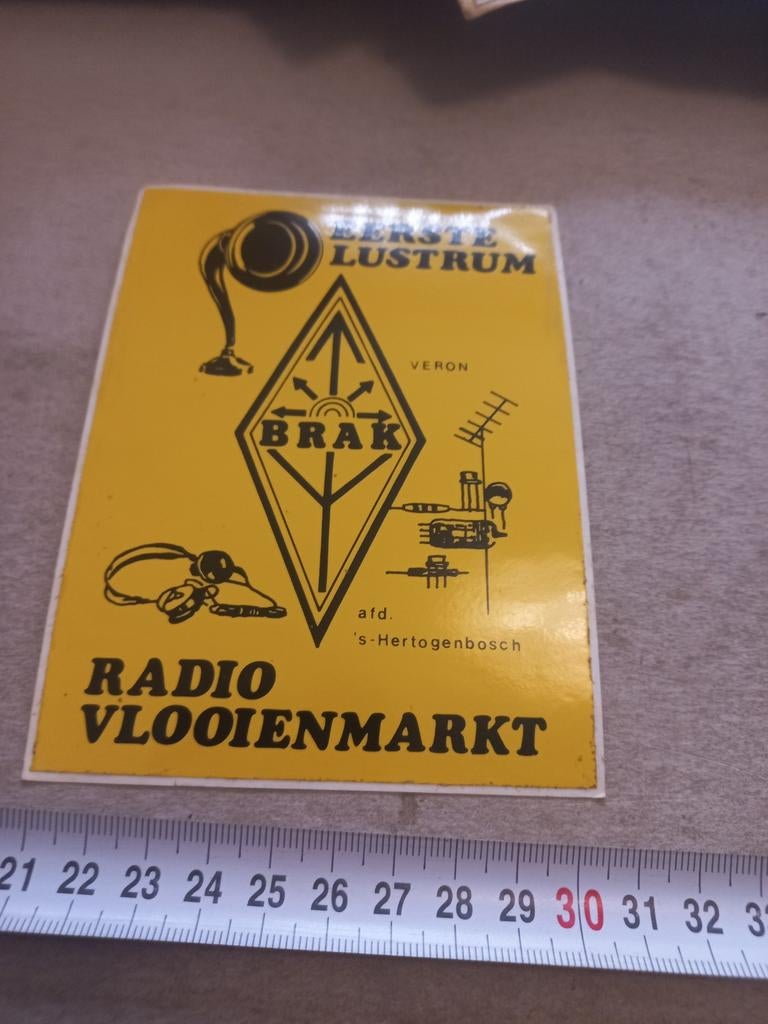 EERSTE
LUSTRUM
VERON
BRAK
afd.
's-Hertogenbosch
RADIO
VLOOIENMARKT
21 22 23 24 25 26 27 28 29 30 31 32